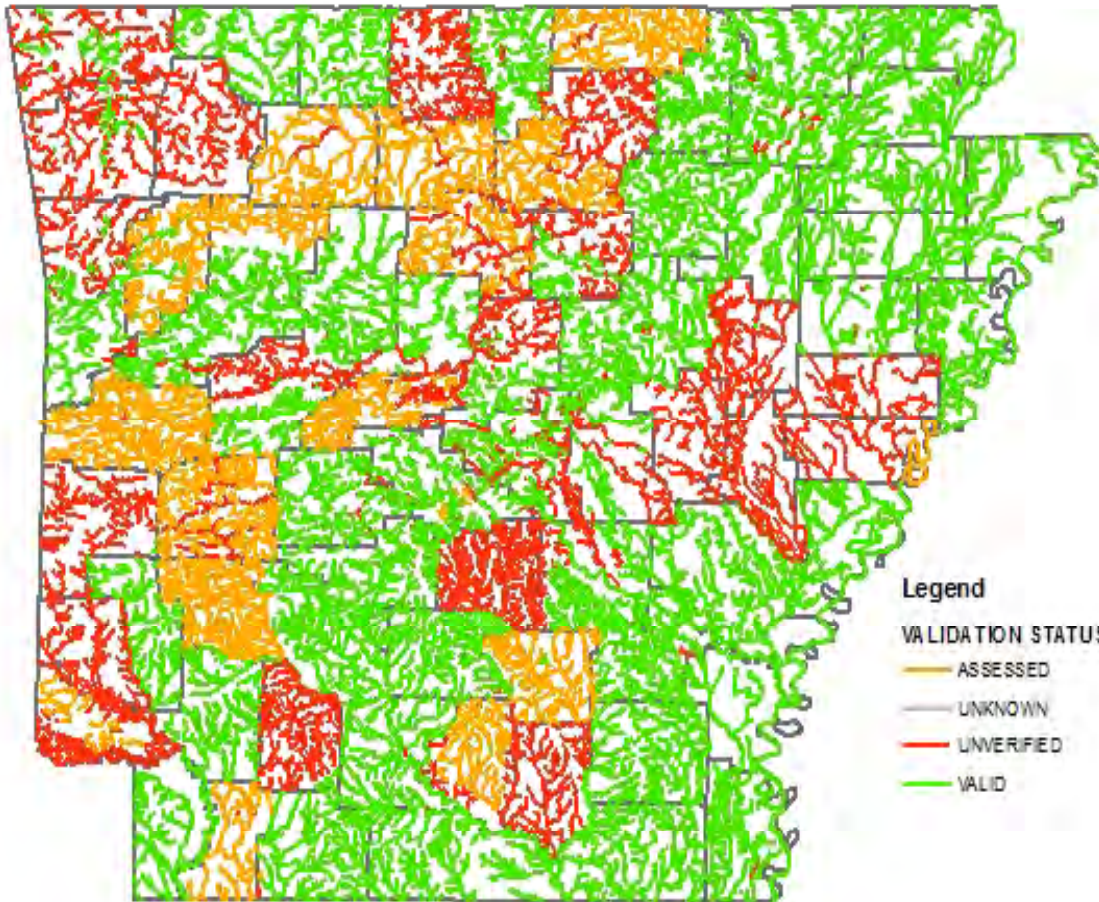 Legend
VALIDATION STATUS
ASSESSED
UNKNOWN
UNVERIFIED
VALID